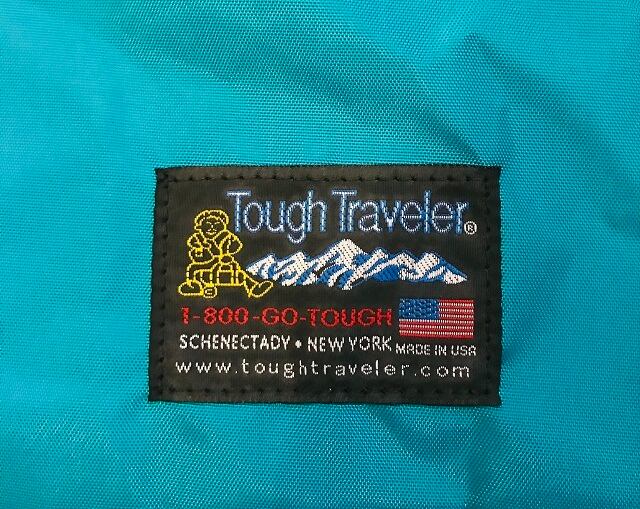 Tough Traveler®
1-800-GO-TOUGH
SCHENECTADY • NEW YORK MADE IN USA
www.toughtraveler.com